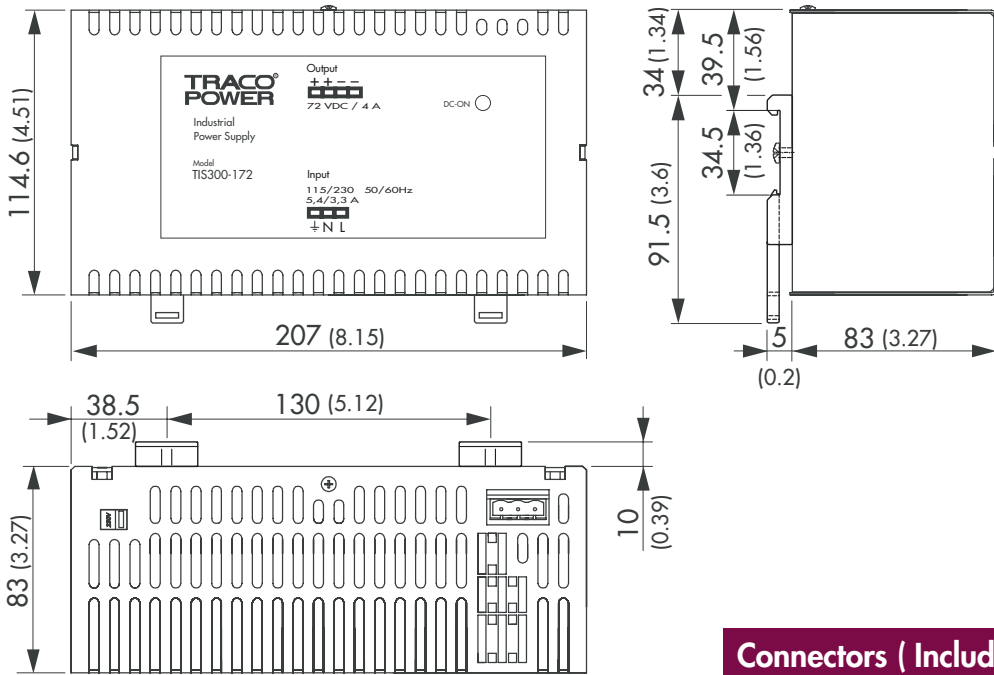 TRACO®
POWER
Industrial
Power Supply
Model
TIS300-172
Output
++--
72 VDC / 4 A
DC-ON
Input
115/230 50/60Hz
5,4/3,3 A
⏚ N L
114.6 (4.51)
207 (8.15)
34 (1.34)
39.5
(1.56)
34.5
(1.36)
91.5 (3.6)
5
(0.2)
83 (3.27)
38.5
(1.52)
130 (5.12)
10
(0.39)
83 (3.27)
230V
Connectors ( Includ